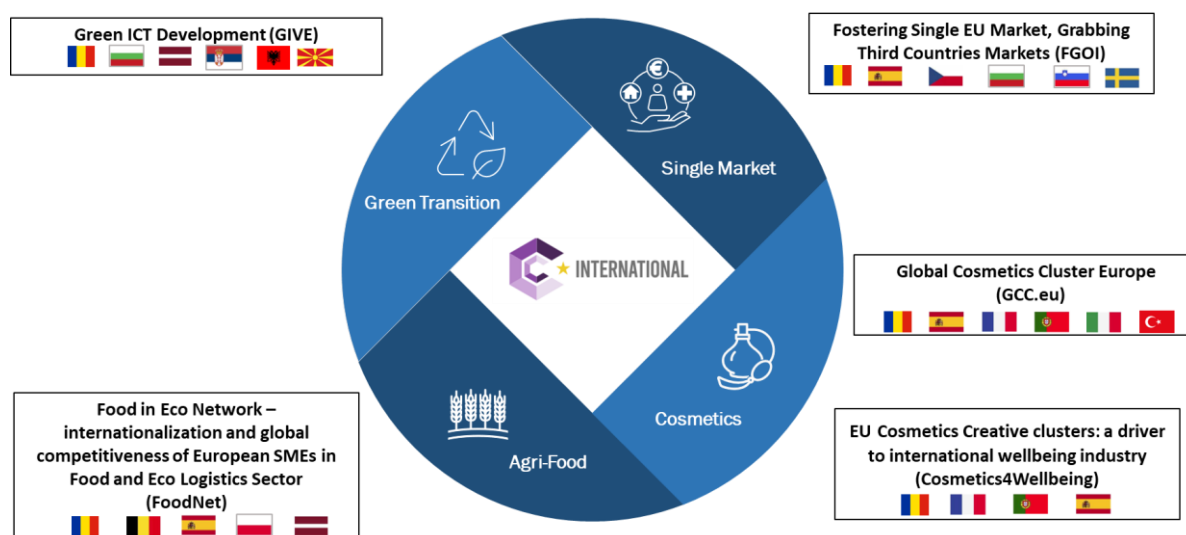 Green ICT Development (GIVE)
Fostering Single EU Market, Grabbing
Third Countries Markets (FGOI)
Single Market
Green Transition
INTERNATIONAL
Global Cosmetics Cluster Europe
(GCC.eu)
Cosmetics
Agri-Food
Food in Eco Network –
internationalization and global
competitiveness of European SMEs in
Food and Eco Logistics Sector
(FoodNet)
EU Cosmetics Creative clusters: a driver
to international wellbeing industry
(Cosmetics4Wellbeing)